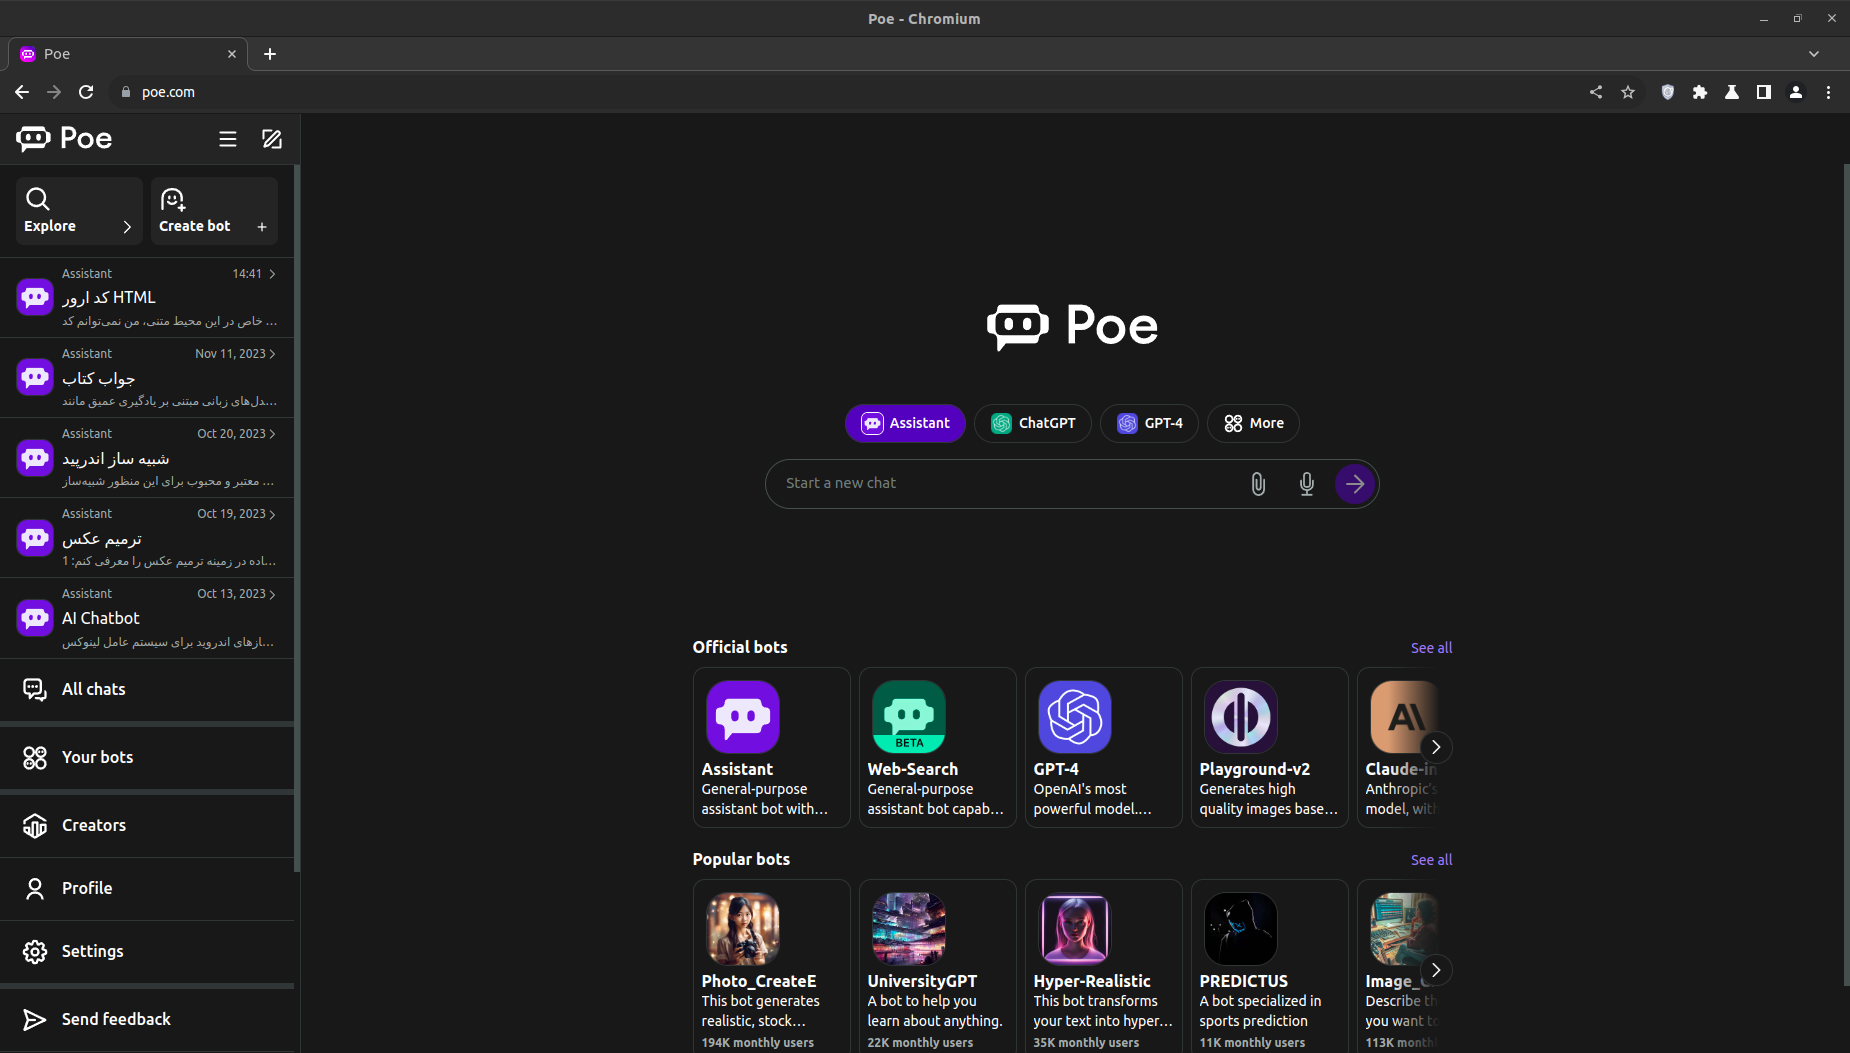 Poe - Chromium
Poe
poe.com
Poe
Explore
Create bot
Assistant 14:41
کد ارور HTML
خاص در این محیط متنی، من نمی‌توانم کد ...
Assistant Nov 11, 2023
جواب کتاب
...دل‌های زبانی مبتنی بر یادگیری عمیق مانند
Assistant Oct 20, 2023
شبیه ساز اندرپید
معتبر و محبوب برای این منظور شبیه‌ساز ...
Assistant Oct 19, 2023
ترمیم عکس
...اده در زمینه ترمیم عکس را معرفی کنم: 1
Assistant Oct 13, 2023
AI Chatbot
...ازهای اندروید برای سیستم عامل لینوکس
All chats
Your bots
Creators
Profile
Settings
Send feedback
Poe
Assistant ChatGPT GPT-4 More
Start a new chat
Official bots See all
BETA
AI
Assistant
General-purpose
assistant bot with...
Web-Search
General-purpose
assistant bot capab...
GPT-4
OpenAI's most
powerful model....
Playground-v2
Generates high
quality images base...
Claude-in
Anthropic's
model, with
Popular bots See all
Photo_CreateE
This bot generates
realistic, stock...
194K monthly users
UniversityGPT
A bot to help you
learn about anything.
22K monthly users
Hyper-Realistic
This bot transforms
your text into hyper...
35K monthly users
PREDICTUS
A bot specialized in
sports prediction
11K monthly users
Image_
Describe th
you want to
113K month